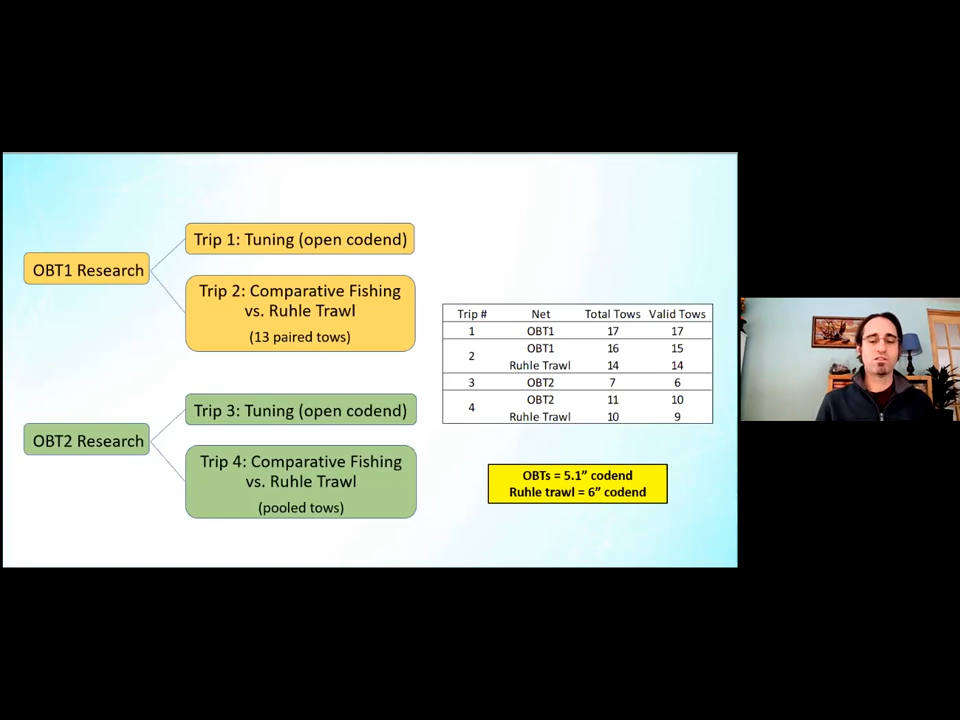 OBT1 Research
Trip 1: Tuning (open codend)
Trip 2: Comparative Fishing
vs. Ruhle Trawl
(13 paired tows)
OBT2 Research
Trip 3: Tuning (open codend)
Trip 4: Comparative Fishing
vs. Ruhle Trawl
(pooled tows)
Trip # Net Total Tows Valid Tows
1 OBT1 17 17
2 OBT1 16 15
Ruhle Trawl 14 14
3 OBT2 7 6
4 OBT2 11 10
Ruhle Trawl 10 9
OBTs = 5.1” codend
Ruhle trawl = 6” codend